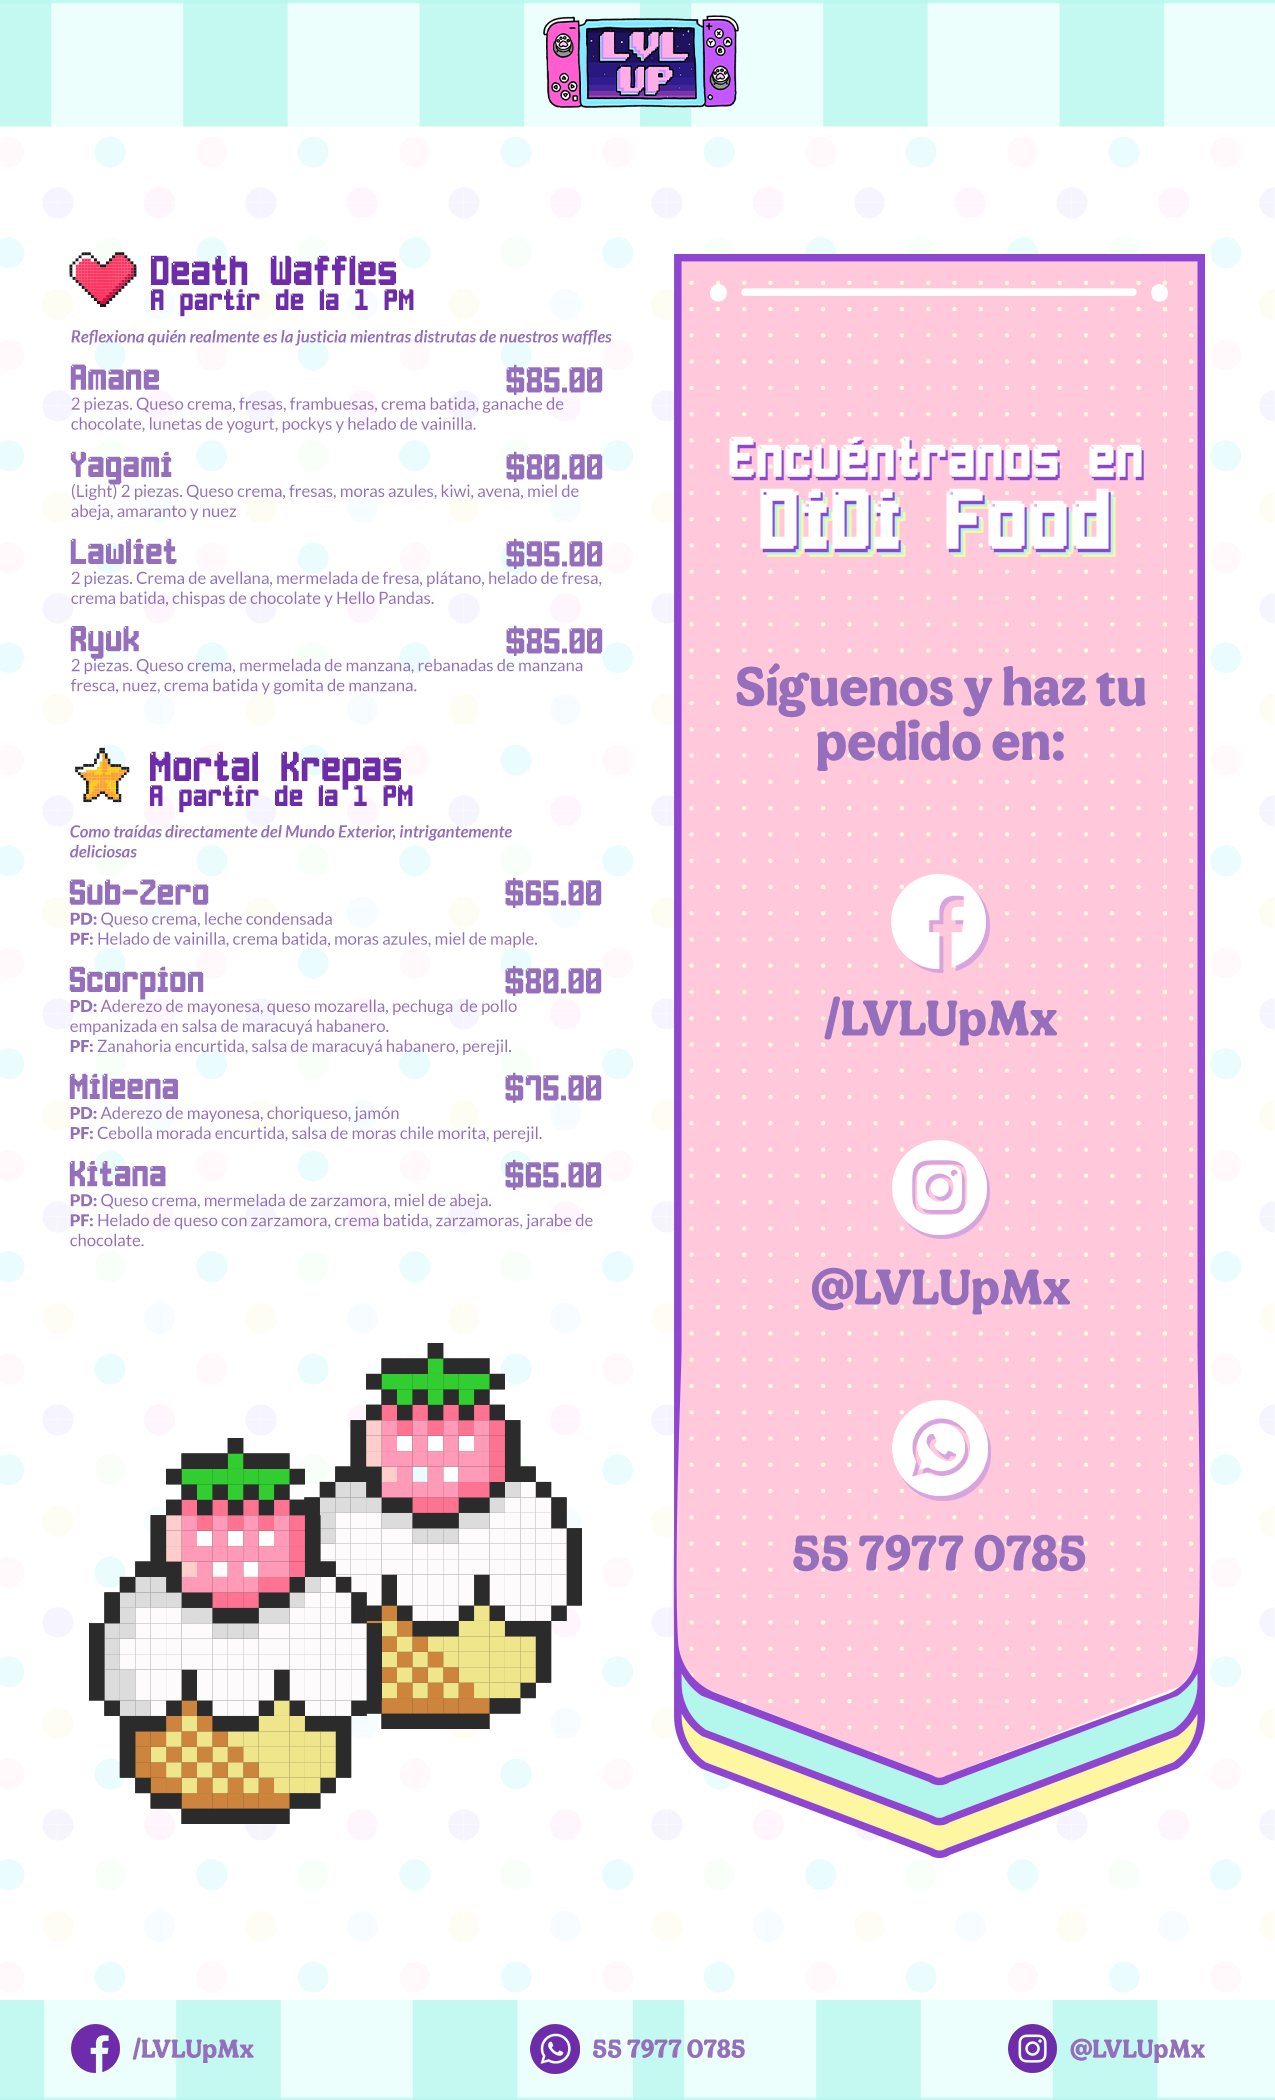 LVL
UP
Death Waffles
A partir de la 1 PM
Reflexiona quién realmente es la justicia mientras distrutas de nuestros waffles
Amane $85.00
2 piezas. Queso crema, fresas, frambuesas, crema batida, ganache de
chocolate, lunetas de yogurt, pockys y helado de vainilla.
Yagami $80.00
(Light) 2 piezas. Queso crema, fresas, moras azules, kiwi, avena, miel de
abeja, amaranto y nuez
Lawliet $95.00
2 piezas. Crema de avellana, mermelada de fresa, plátano, helado de fresa,
crema batida, chispas de chocolate y Hello Pandas.
Ryuk $85.00
2 piezas. Queso crema, mermelada de manzana, rebanadas de manzana
fresca, nuez, crema batida y gomita de manzana.
Mortal Krepas
A partir de la 1 PM
Como traídas directamente del Mundo Exterior, intrigantemente
deliciosas
Sub-Zero $65.00
PD: Queso crema, leche condensada
PF: Helado de vainilla, crema batida, moras azules, miel de maple.
Scorpion $80.00
PD: Aderezo de mayonesa, queso mozarella, pechuga de pollo
empanizada en salsa de maracuyá habanero.
PF: Zanahoria encurtida, salsa de maracuyá habanero, perejil.
Mileena $75.00
PD: Aderezo de mayonesa, choriqueso, jamón
PF: Cebolla morada encurtida, salsa de moras chile morita, perejil.
Kitana $65.00
PD: Queso crema, mermelada de zarzamora, miel de abeja.
PF: Helado de queso con zarzamora, crema batida, zarzamoras, jarabe de
chocolate.
Encuéntranos en
DiDi Food
Síguenos y haz tu
pedido en:
/LVLUpMx
@LVLUpMx
55 7977 0785
/LVLUpMx
55 7977 0785
@LVLUpMx